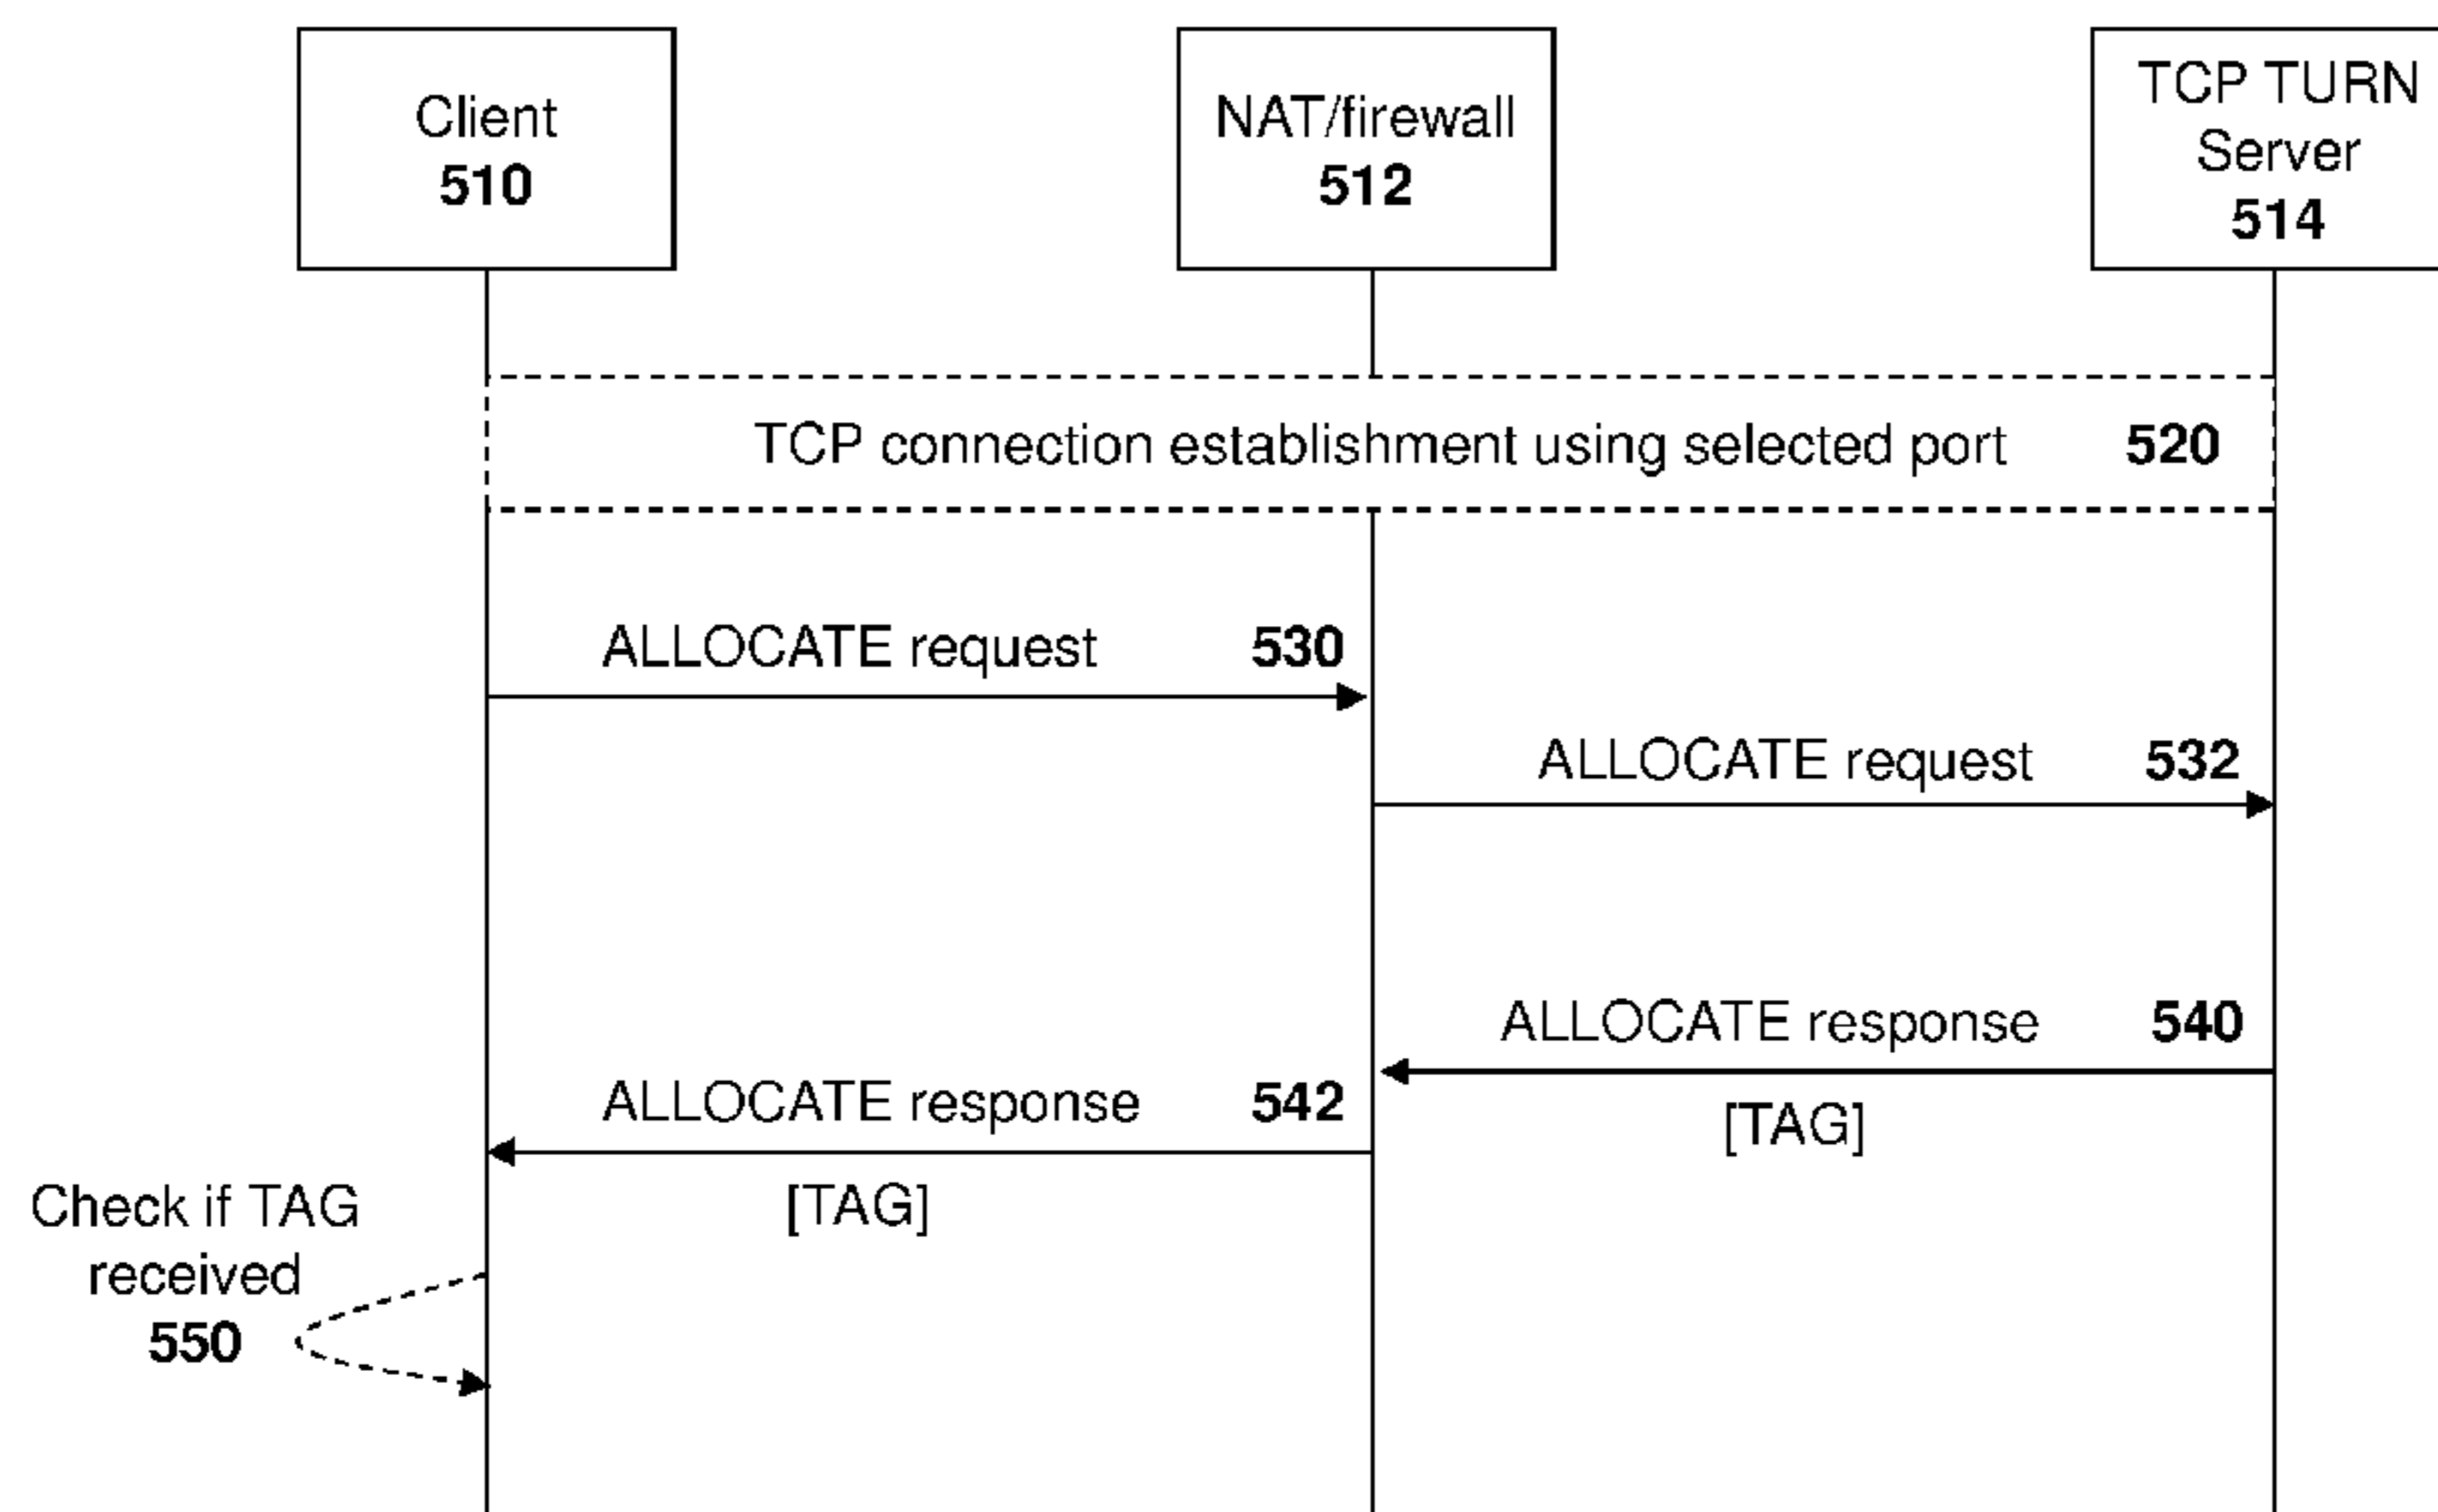 Client
510
NAT/firewall
512
TCP TURN
Server
514
TCP connection establishment using selected port 520
ALLOCATE request 530
ALLOCATE request 532
ALLOCATE response 540
[TAG]
ALLOCATE response 542
[TAG]
Check if TAG
received
550